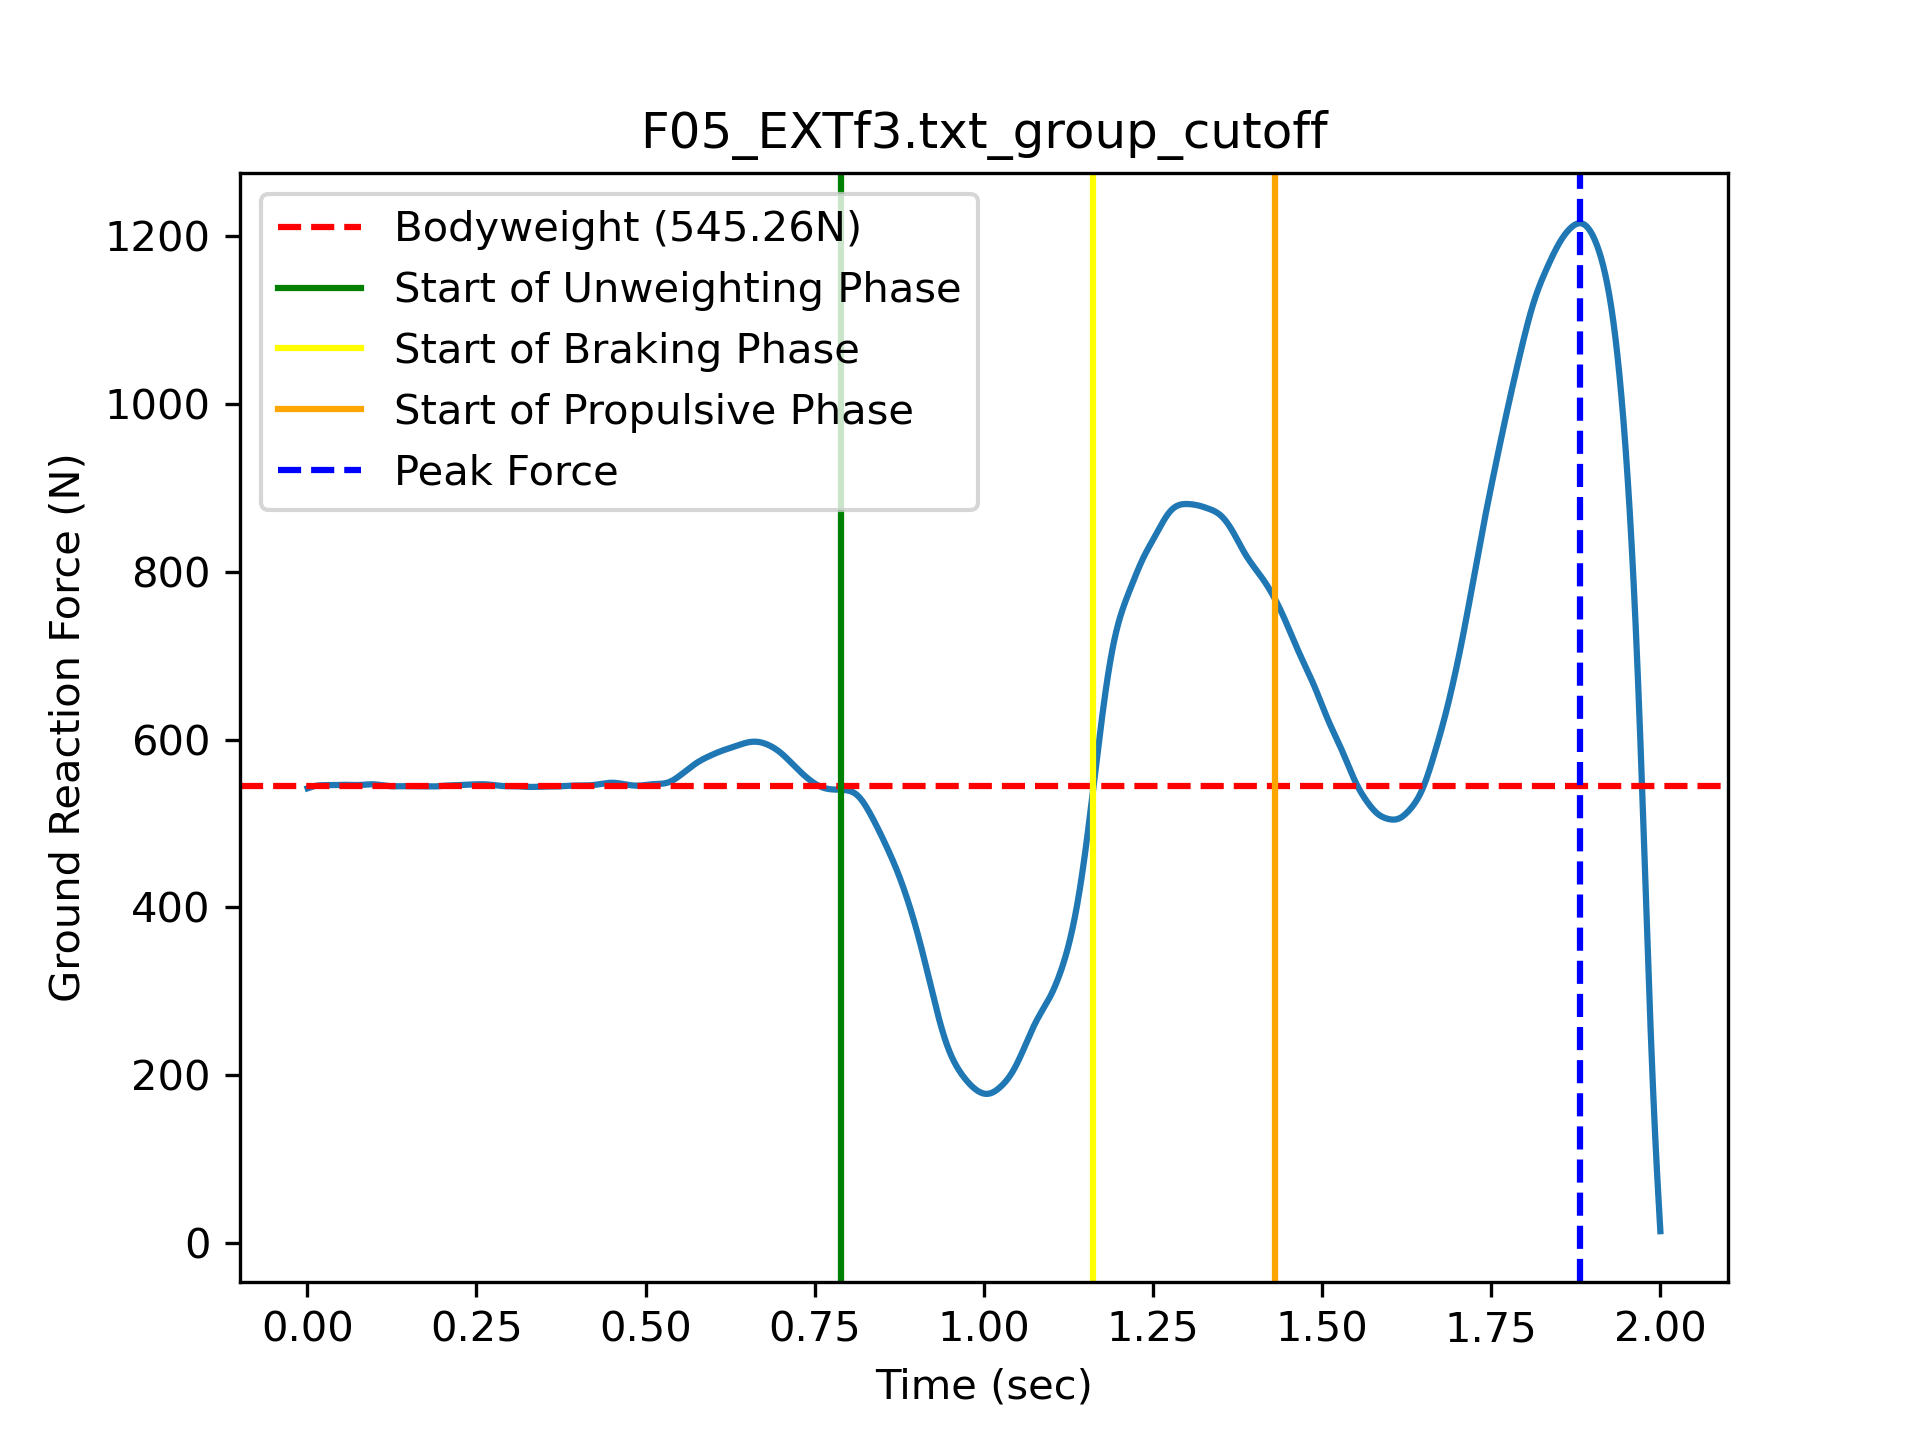 F05_EXTf3.txt_group_cutoff
Bodyweight (545.26N)
Start of Unweighting Phase
Start of Braking Phase
Start of Propulsive Phase
Peak Force
Ground Reaction Force (N)
1200
1000
800
600
400
200
0
0.00 0.25 0.50 0.75 1.00 1.25 1.50 1.75 2.00
Time (sec)